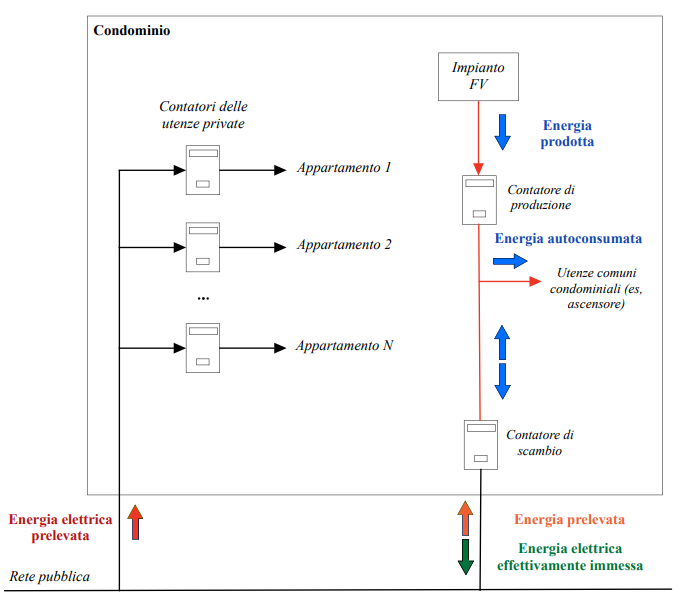 Condominio
Impianto
FV
Contatori delle
utenze private
Energia
prodotta
Appartamento 1
Contatore di
produzione
Energia autoconsumata
Appartamento 2
Utenze comuni
condominiali (es,
ascensore)
...
Appartamento N
Contatore di
scambio
Energia elettrica
prelevata
Energia prelevata
Energia elettrica
effettivamente immessa
Rete pubblica